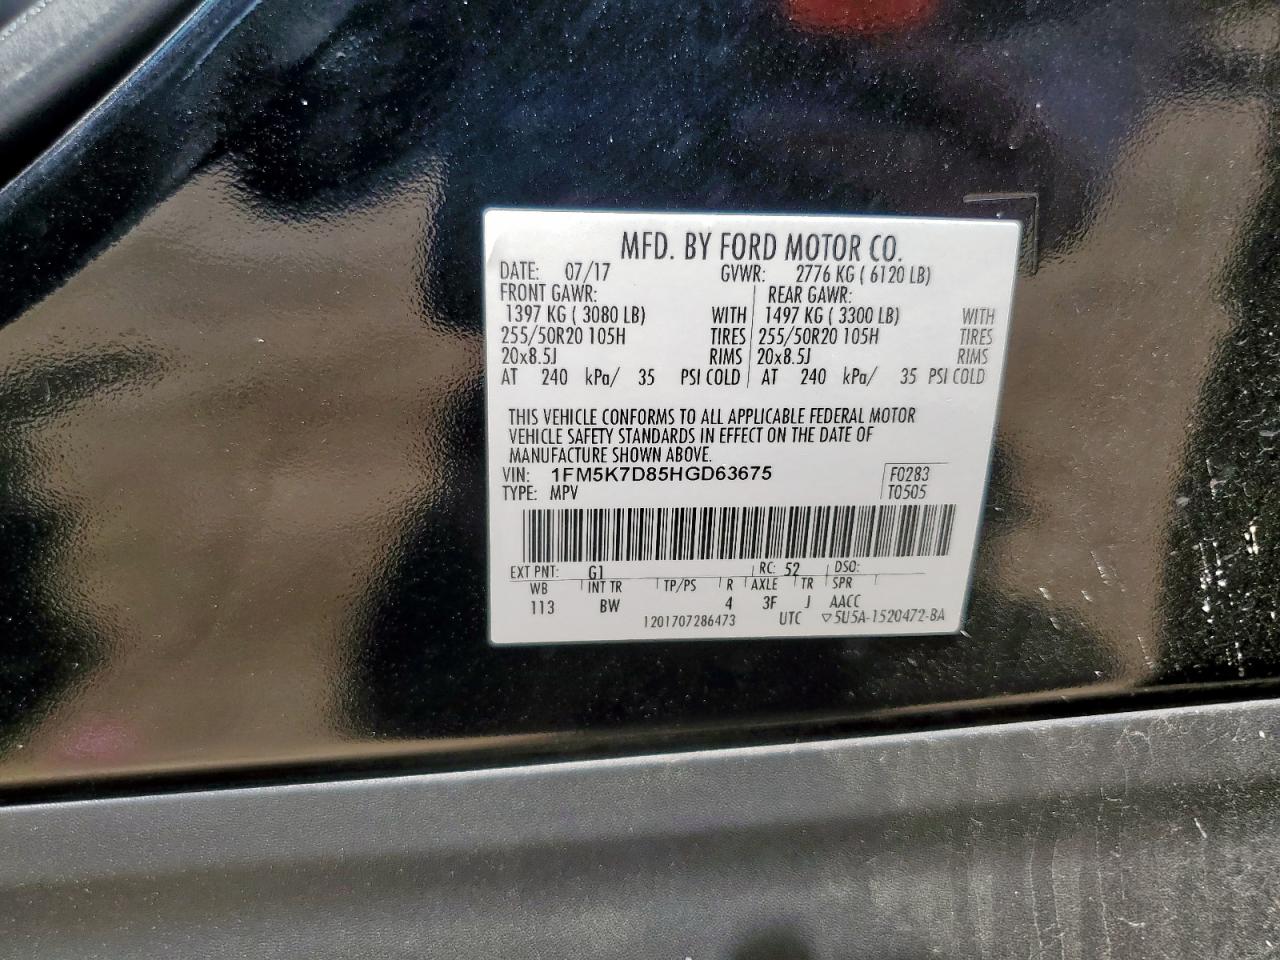 MFD. BY FORD MOTOR CO.
DATE: 07/17 GVWR: 2776 KG ( 6120 LB)
FRONT GAWR: REAR GAWR:
1397 KG ( 3080 LB) WITH 1497 KG ( 3300 LB) WITH
255/50R20 105H TIRES 255/50R20 105H TIRES
20x8.5J RIMS 20x8.5J RIMS
AT 240 kPa/ 35 PSI COLD AT 240 kPa/ 35 PSI COLD
THIS VEHICLE CONFORMS TO ALL APPLICABLE FEDERAL MOTOR
VEHICLE SAFETY STANDARDS IN EFFECT ON THE DATE OF
MANUFACTURE SHOWN ABOVE.
VIN: 1FM5K7D85HGD63675 F0283
TYPE: MPV T0505
EXT PNT: G1 RC: 52 DSO:
WB INT TR TP/PS R AXLE TR SPR
113 BW 4 3F J AACC
1201707286473 UTC ▽5U5A-1520472-BA